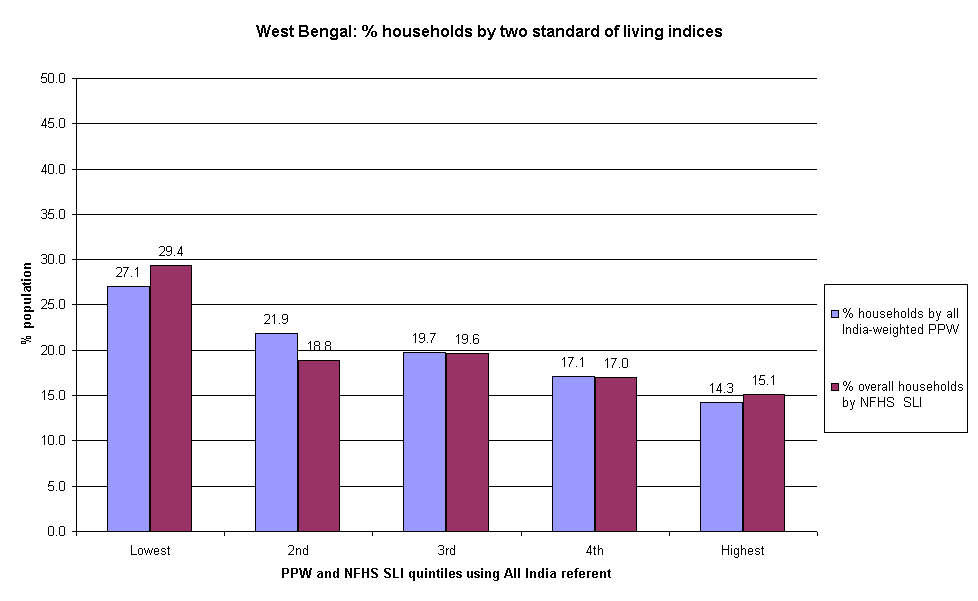 West Bengal: % households by two standard of living indices
50.0
45.0
40.0
35.0
30.0
25.0
20.0
15.0
10.0
5.0
0.0
% population
27.1
29.4
21.9
18.8
19.7
19.6
17.1
17.0
14.3
15.1
Lowest
2nd
3rd
4th
Highest
PPW and NFHS SLI quintiles using All India referent
% households by all
India-weighted PPW
% overall households
by NFHS SLI